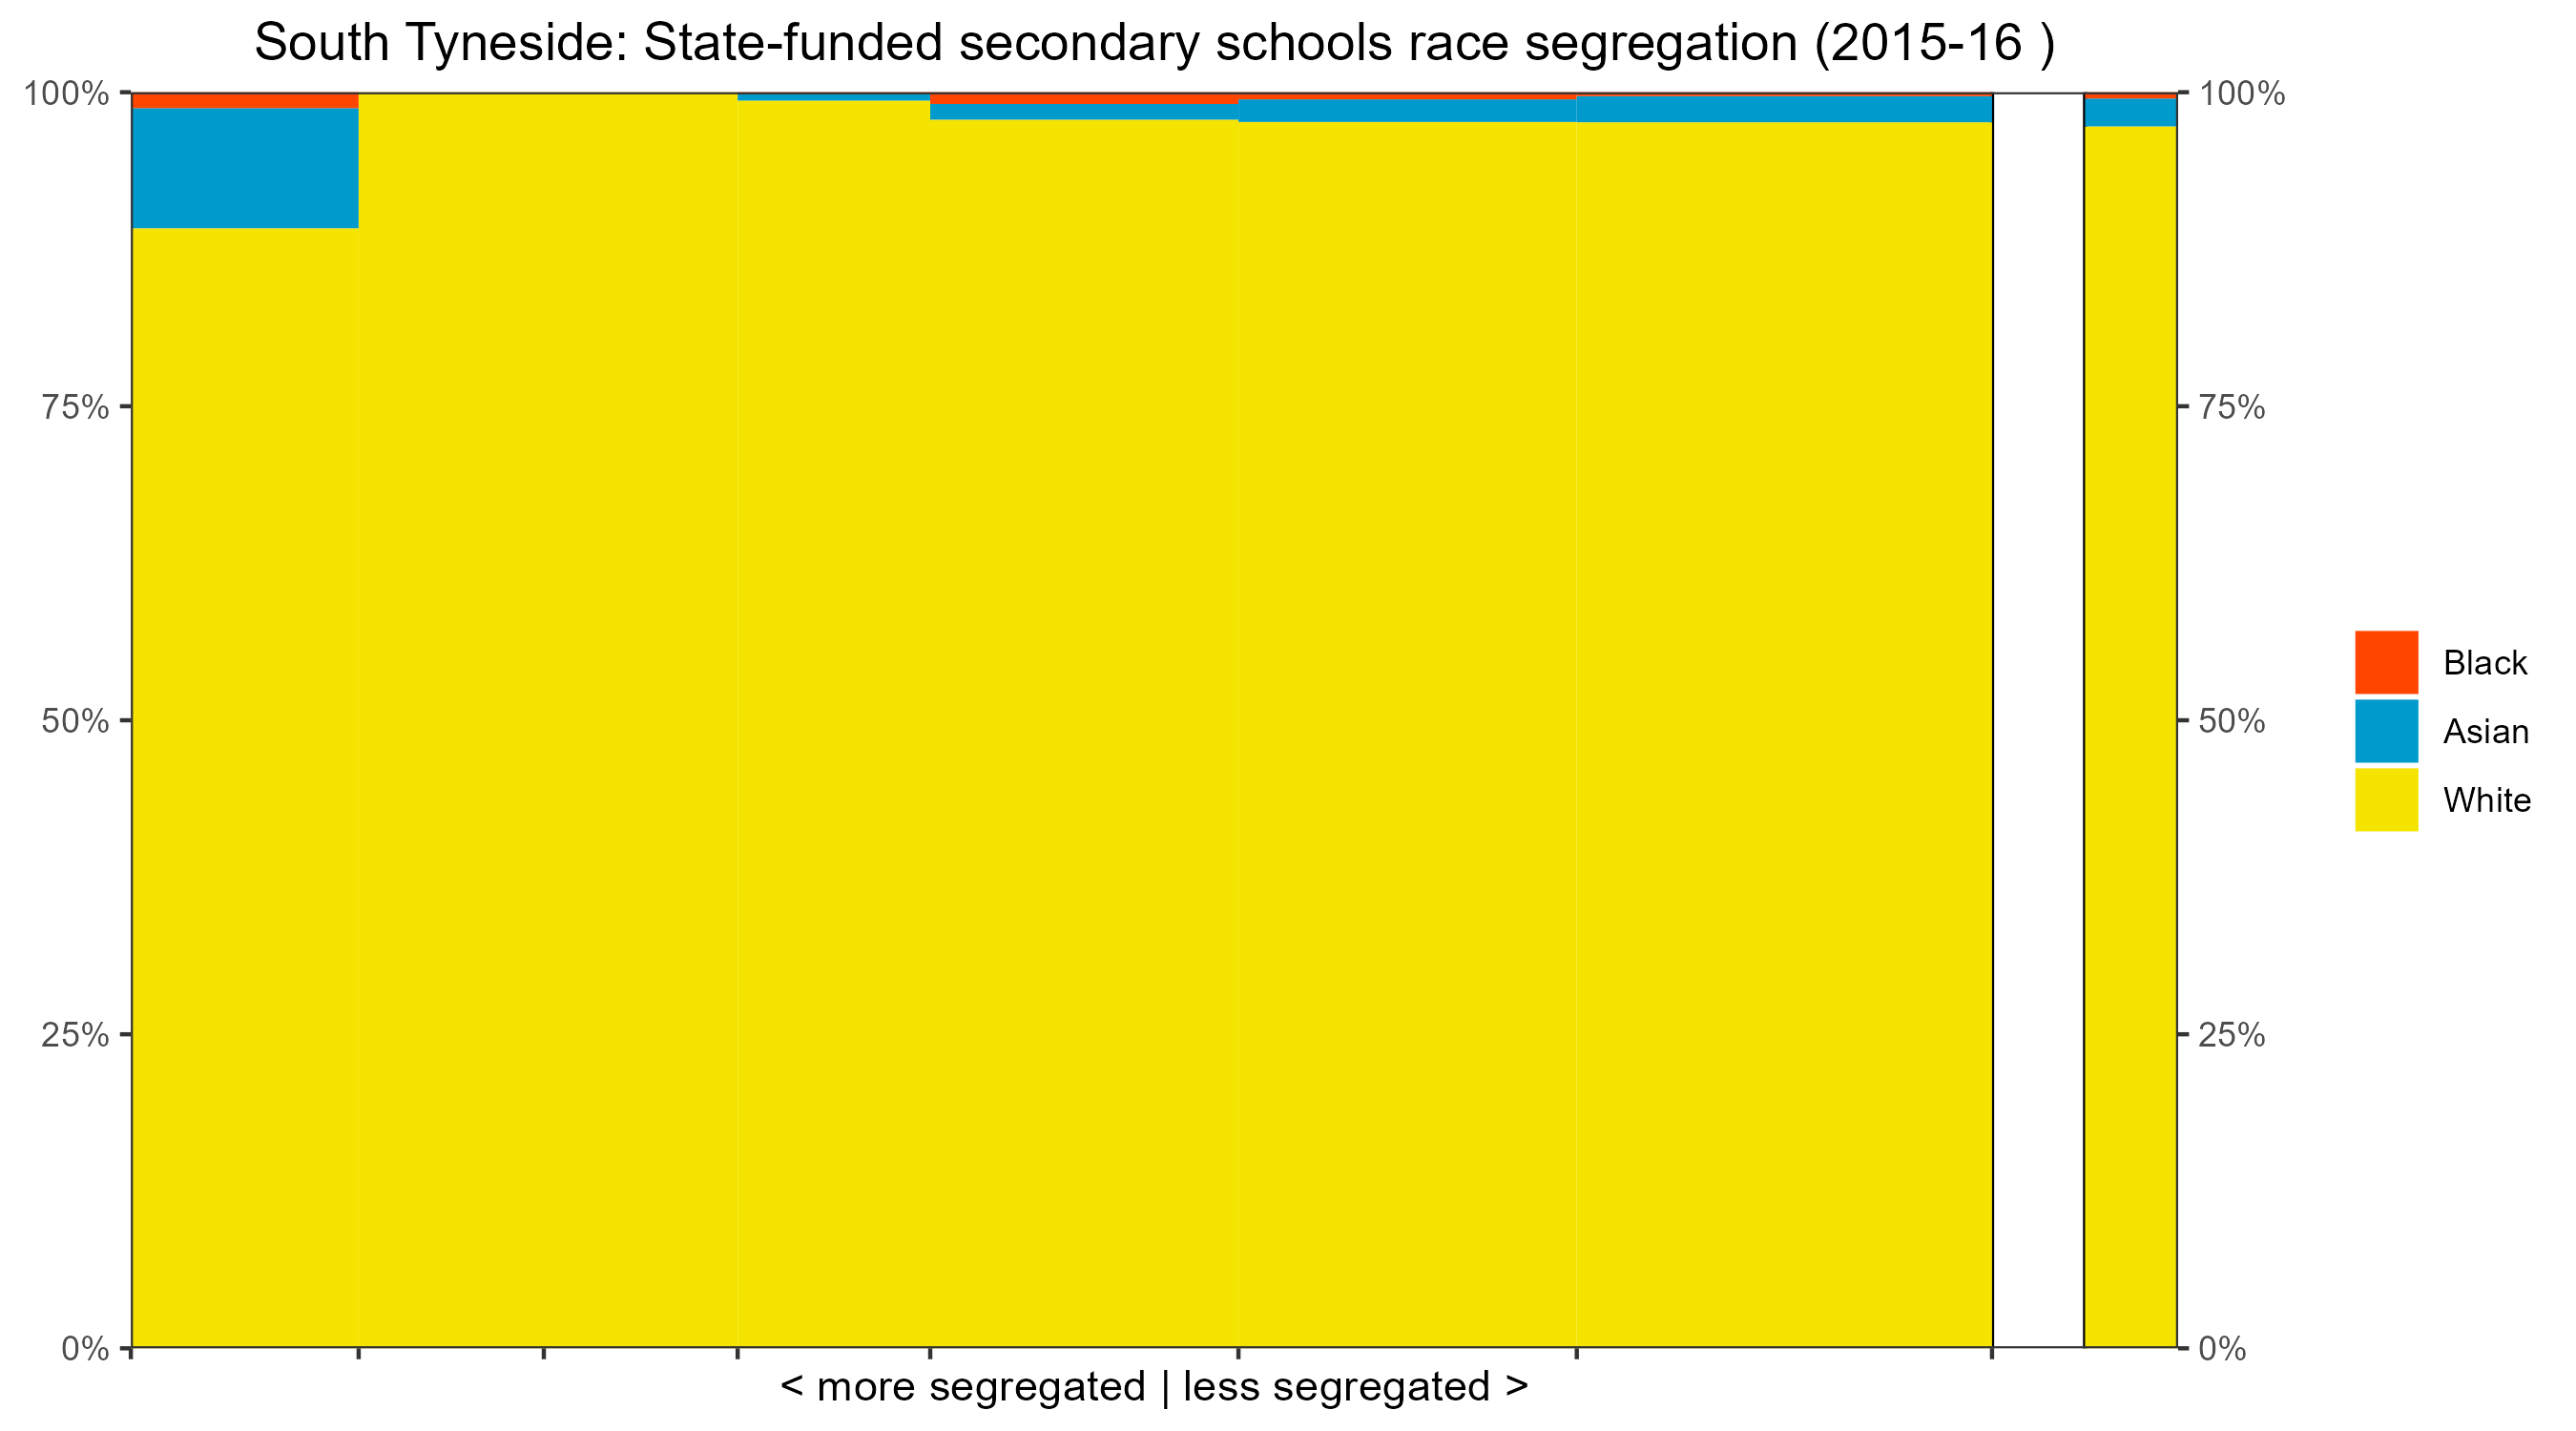 South Tyneside: State-funded secondary schools race segregation (2015-16 )
100%
100%
75%
75%
50%
50%
25%
25%
0%
0%
Black
Asian
White
< more segregated | less segregated >